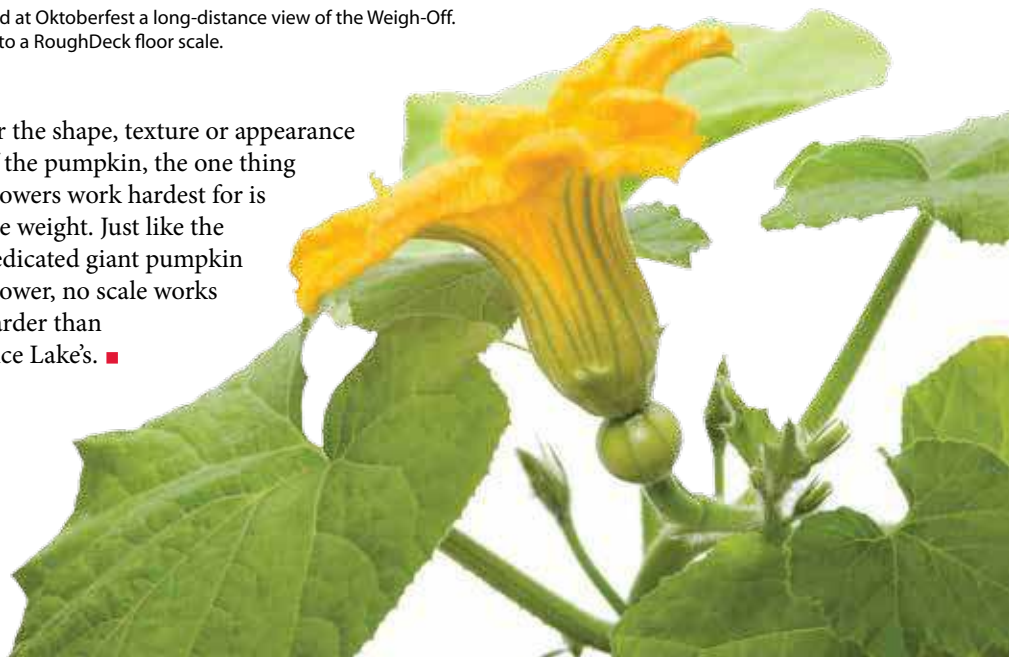 d at Oktoberfest a long-distance view of the Weigh-Off.
to a RoughDeck floor scale.
r the shape, texture or appearance
f the pumpkin, the one thing
owers work hardest for is
e weight. Just like the
edicated giant pumpkin
ower, no scale works
arder than
ce Lake’s.